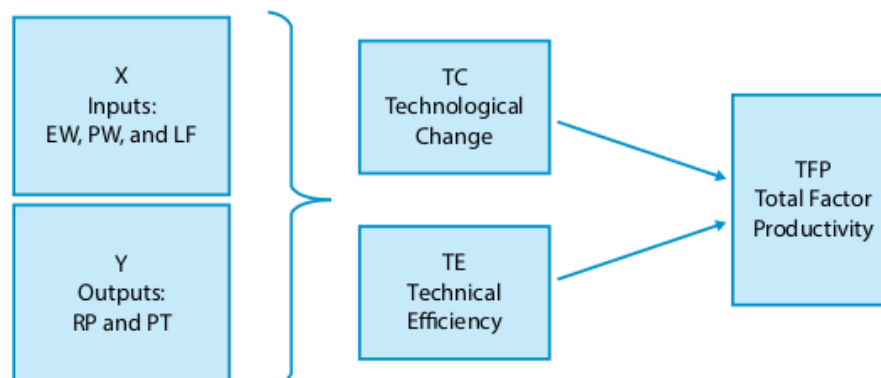 X
Inputs:
EW, PW, and LF
Y
Outputs:
RP and PT
TC
Technological
Change
TE
Technical
Efficiency
TFP
Total Factor
Productivity